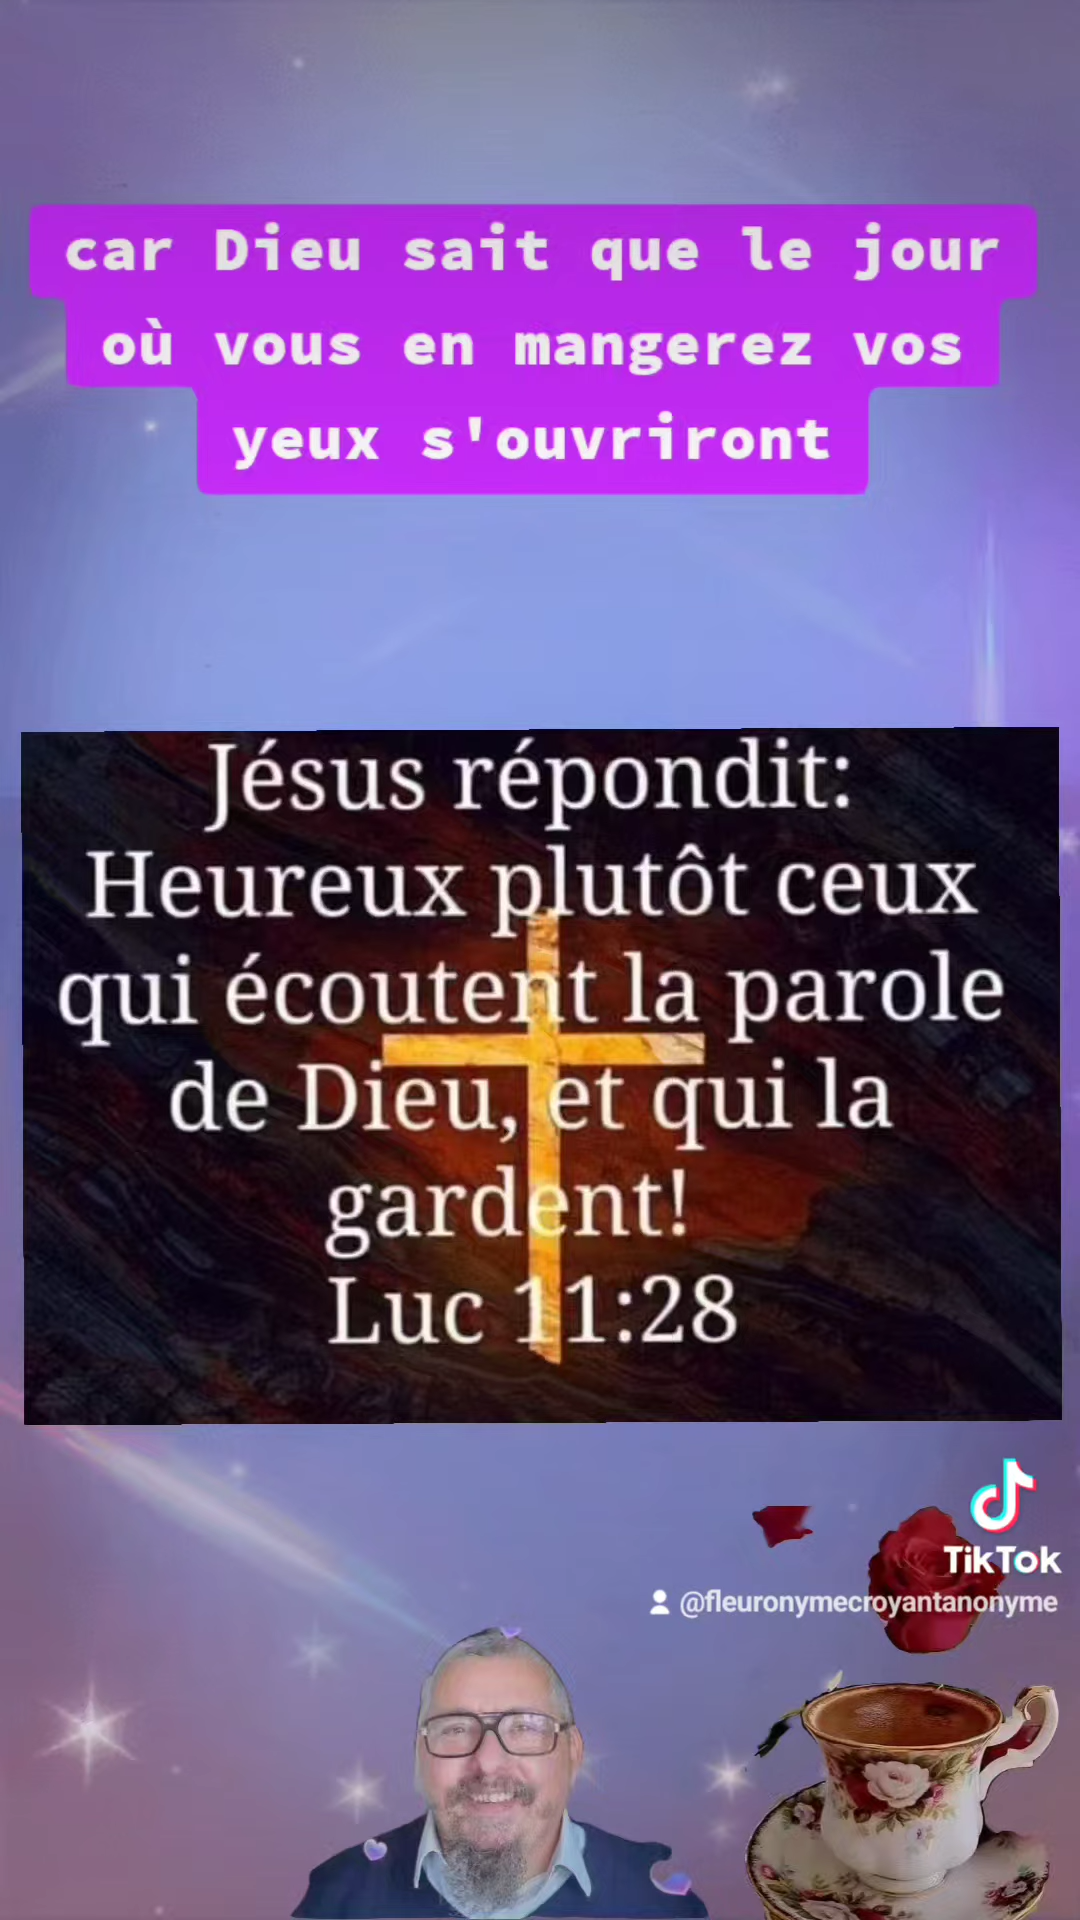 car Dieu sait que le jour
où vous en mangerez vos
yeux s'ouvriront
Jésus répondit:
Heureux plutôt ceux
qui écoutent la parole
de Dieu, et qui la
gardent!
Luc 11:28
TikTok
@fleuronymecroyantanonyme